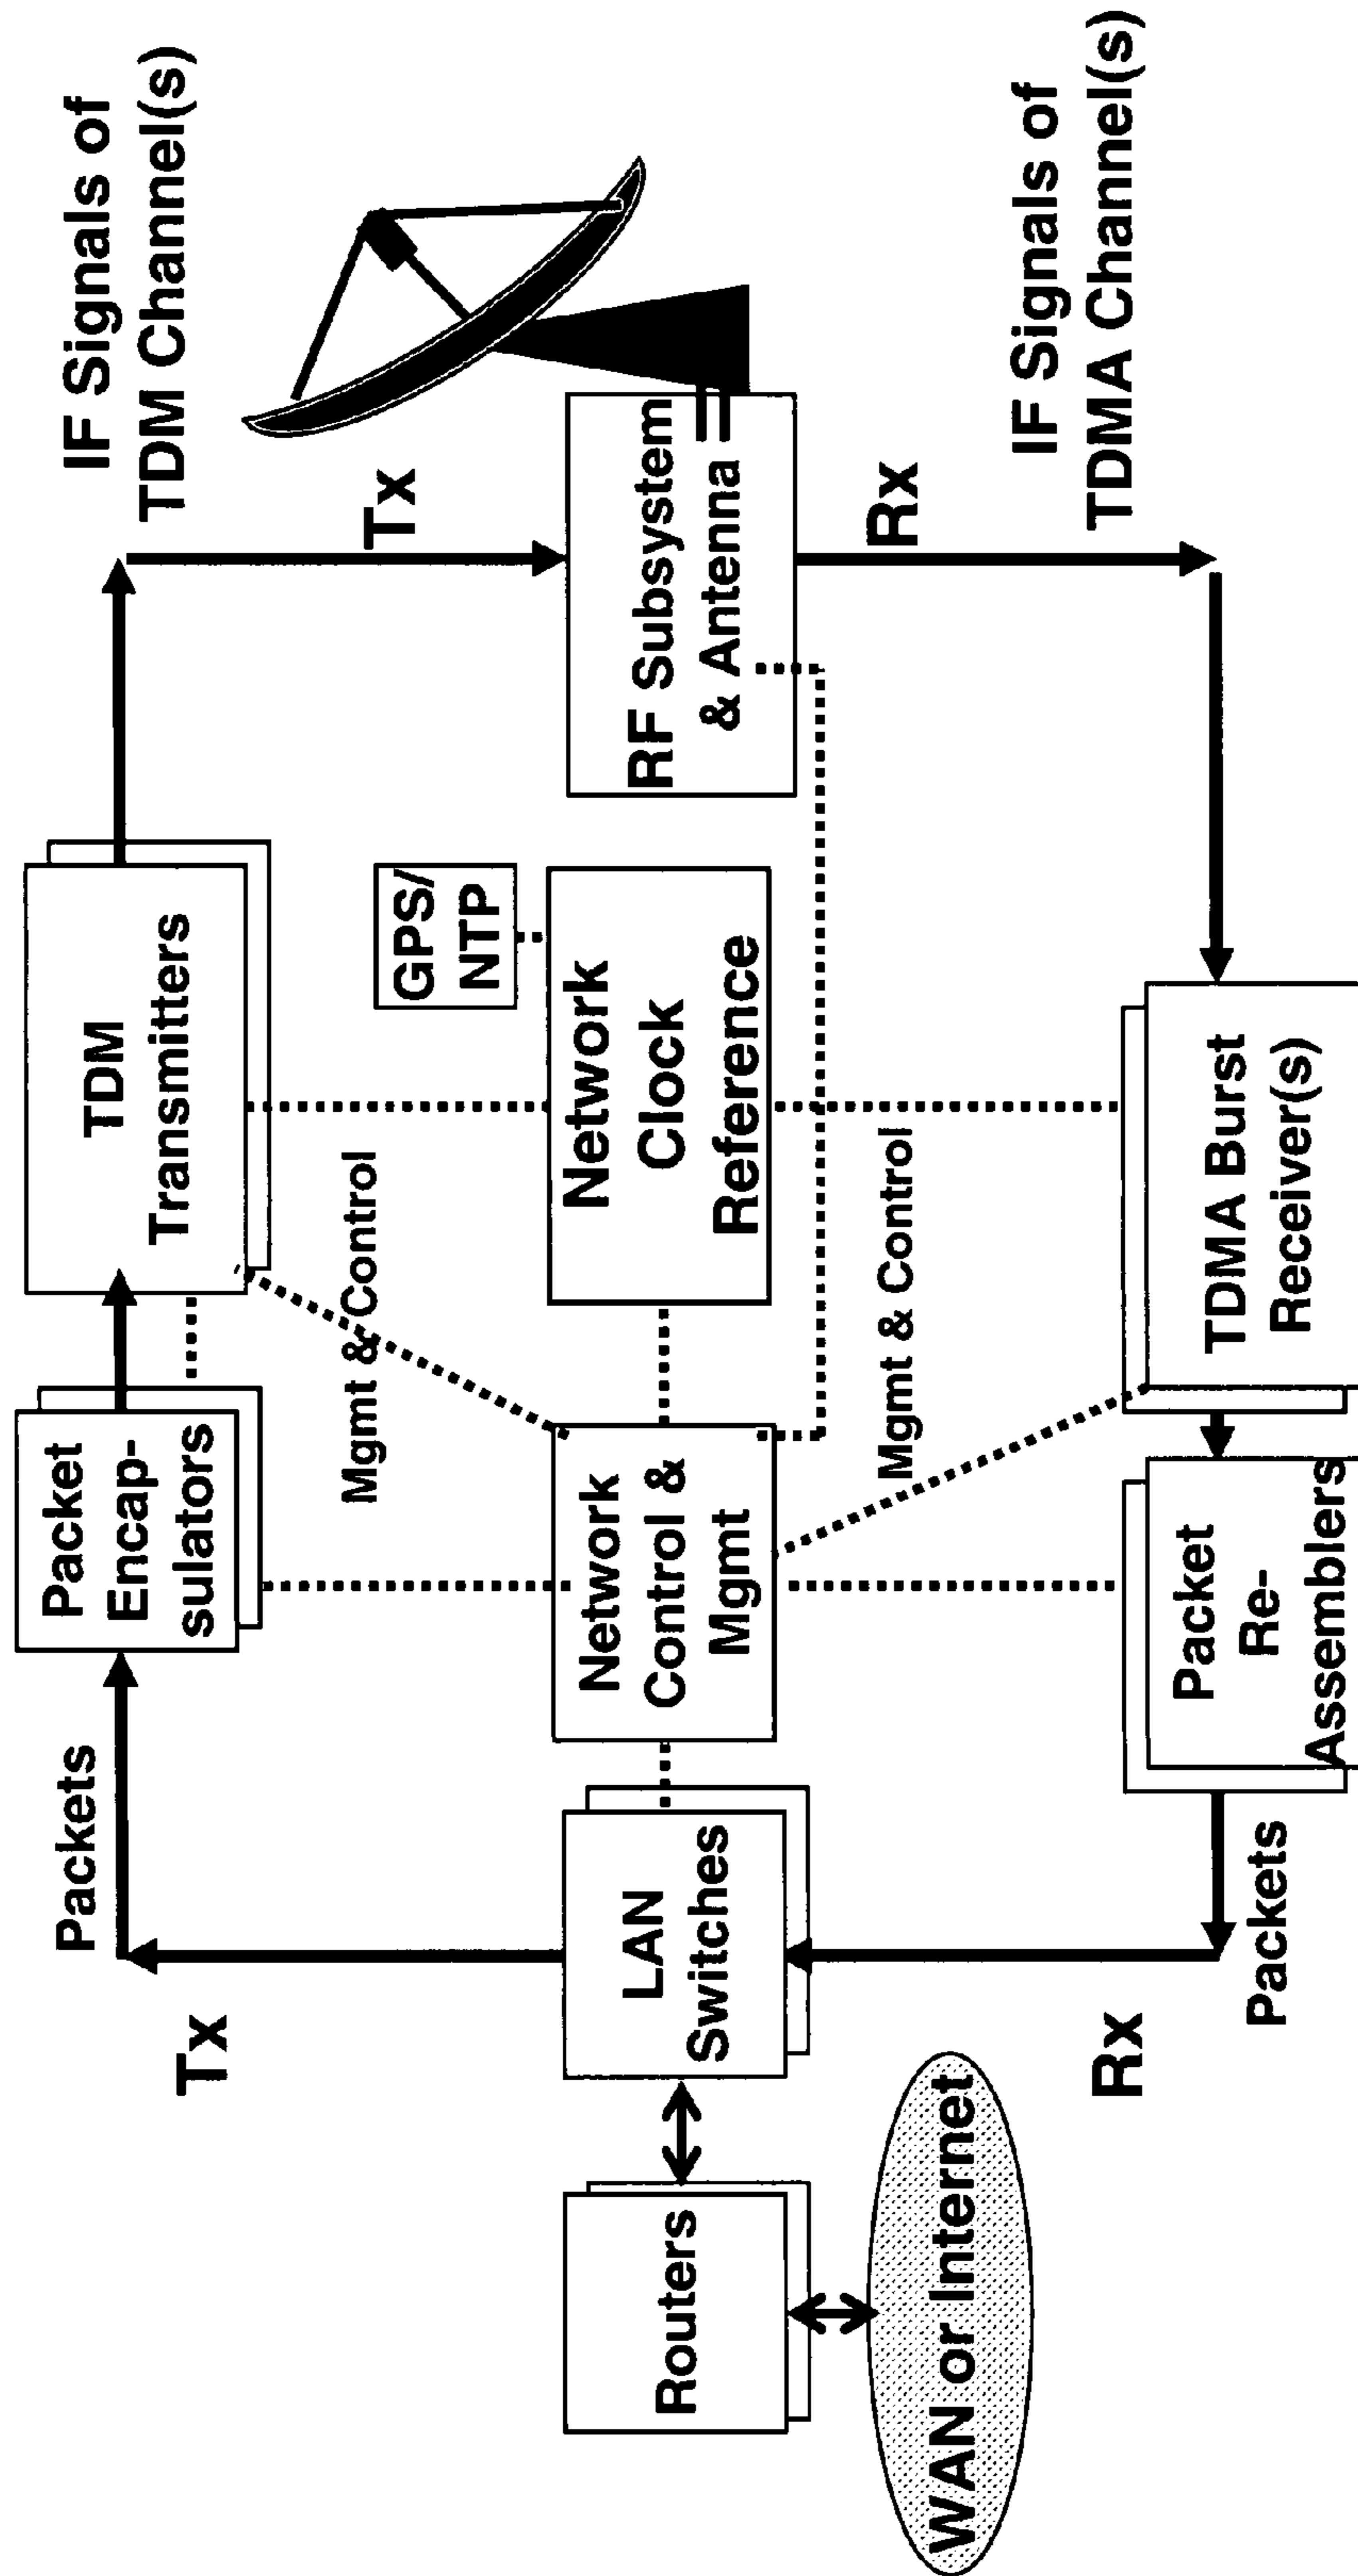 IF Signals of
TDM Channel(s)
Tx
Packets
Packet
Encap-
sulators
TDM
Transmitters
Tx
Mgmt & Control
GPS/
NTP
Routers
LAN
Switches
Network
Control &
Mgmt
Network
Clock
Reference
RF Subsystem
& Antenna
Mgmt & Control
Rx
WAN or Internet
Rx
Packets
Packet
Re-
Assemblers
TDMA Burst
Receiver(s)
IF Signals of
TDMA Channel(s)